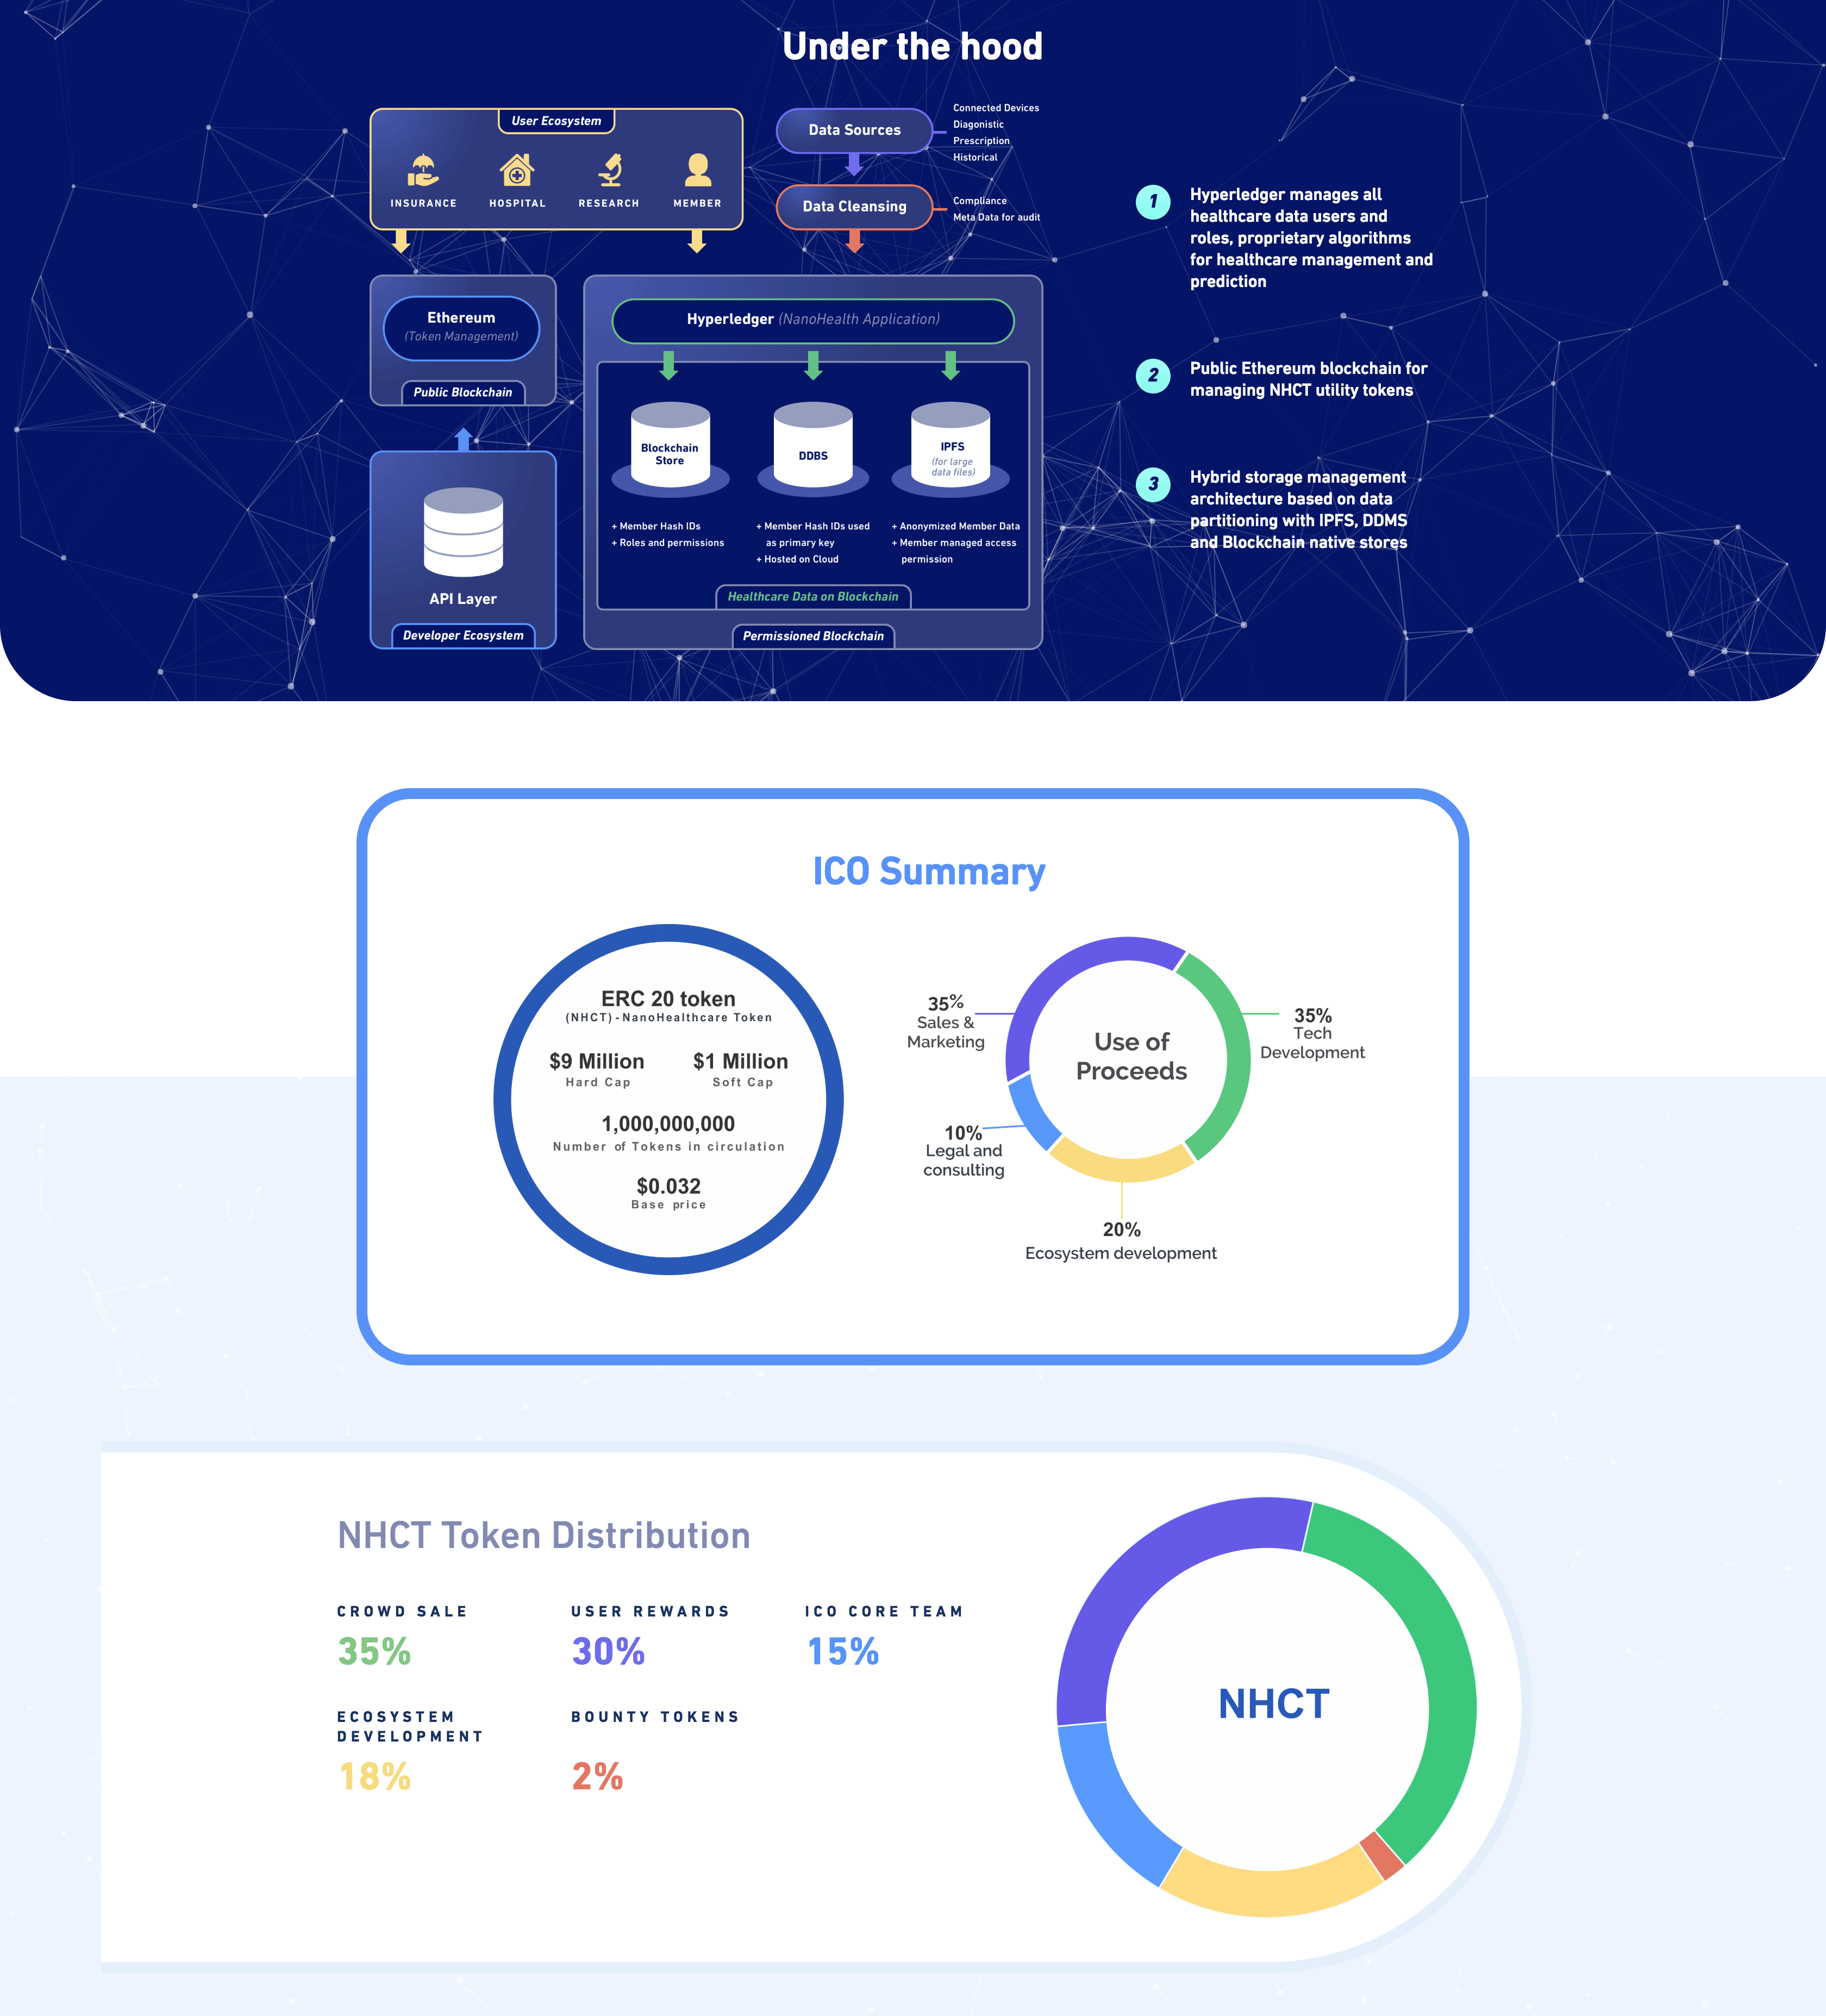 Under the hood
User Ecosystem
INSURANCE
HOSPITAL
RESEARCH
MEMBER
Data Sources
Connected Devices
Diagonistic
Prescription
Historical
Data Cleansing
Compliance
Meta Data for audit
Ethereum
(Token Management)
Public Blockchain
API Layer
Developer Ecosystem
Hyperledger (NanoHealth Application)
Blockchain
Store
+ Member Hash IDs
+ Roles and permissions
DDBS
+ Member Hash IDs used
as primary key
+ Hosted on Cloud
IPFS
(for large
data files)
+ Anonymized Member Data
+ Member managed access
permission
Healthcare Data on Blockchain
Permissioned Blockchain
1
Hyperledger manages all
healthcare data users and
roles, proprietary algorithms
for healthcare management and
prediction
2
Public Ethereum blockchain for
managing NHCT utility tokens
3
Hybrid storage management
architecture based on data
partitioning with IPFS, DDMS
and Blockchain native stores
ICO Summary
ERC 20 token
(NHCT)-NanoHealthcare Token
$9 Million
Hard Cap
$1 Million
Soft Cap
1,000,000,000
Number of Tokens in circulation
$0.032
Base price
Use of
Proceeds
35%
Sales &
Marketing
35%
Tech
Development
10%
Legal and
consulting
20%
Ecosystem development
NHCT Token Distribution
CROWD SALE
35%
USER REWARDS
30%
ICO CORE TEAM
15%
ECOSYSTEM
DEVELOPMENT
18%
BOUNTY TOKENS
2%
NHCT